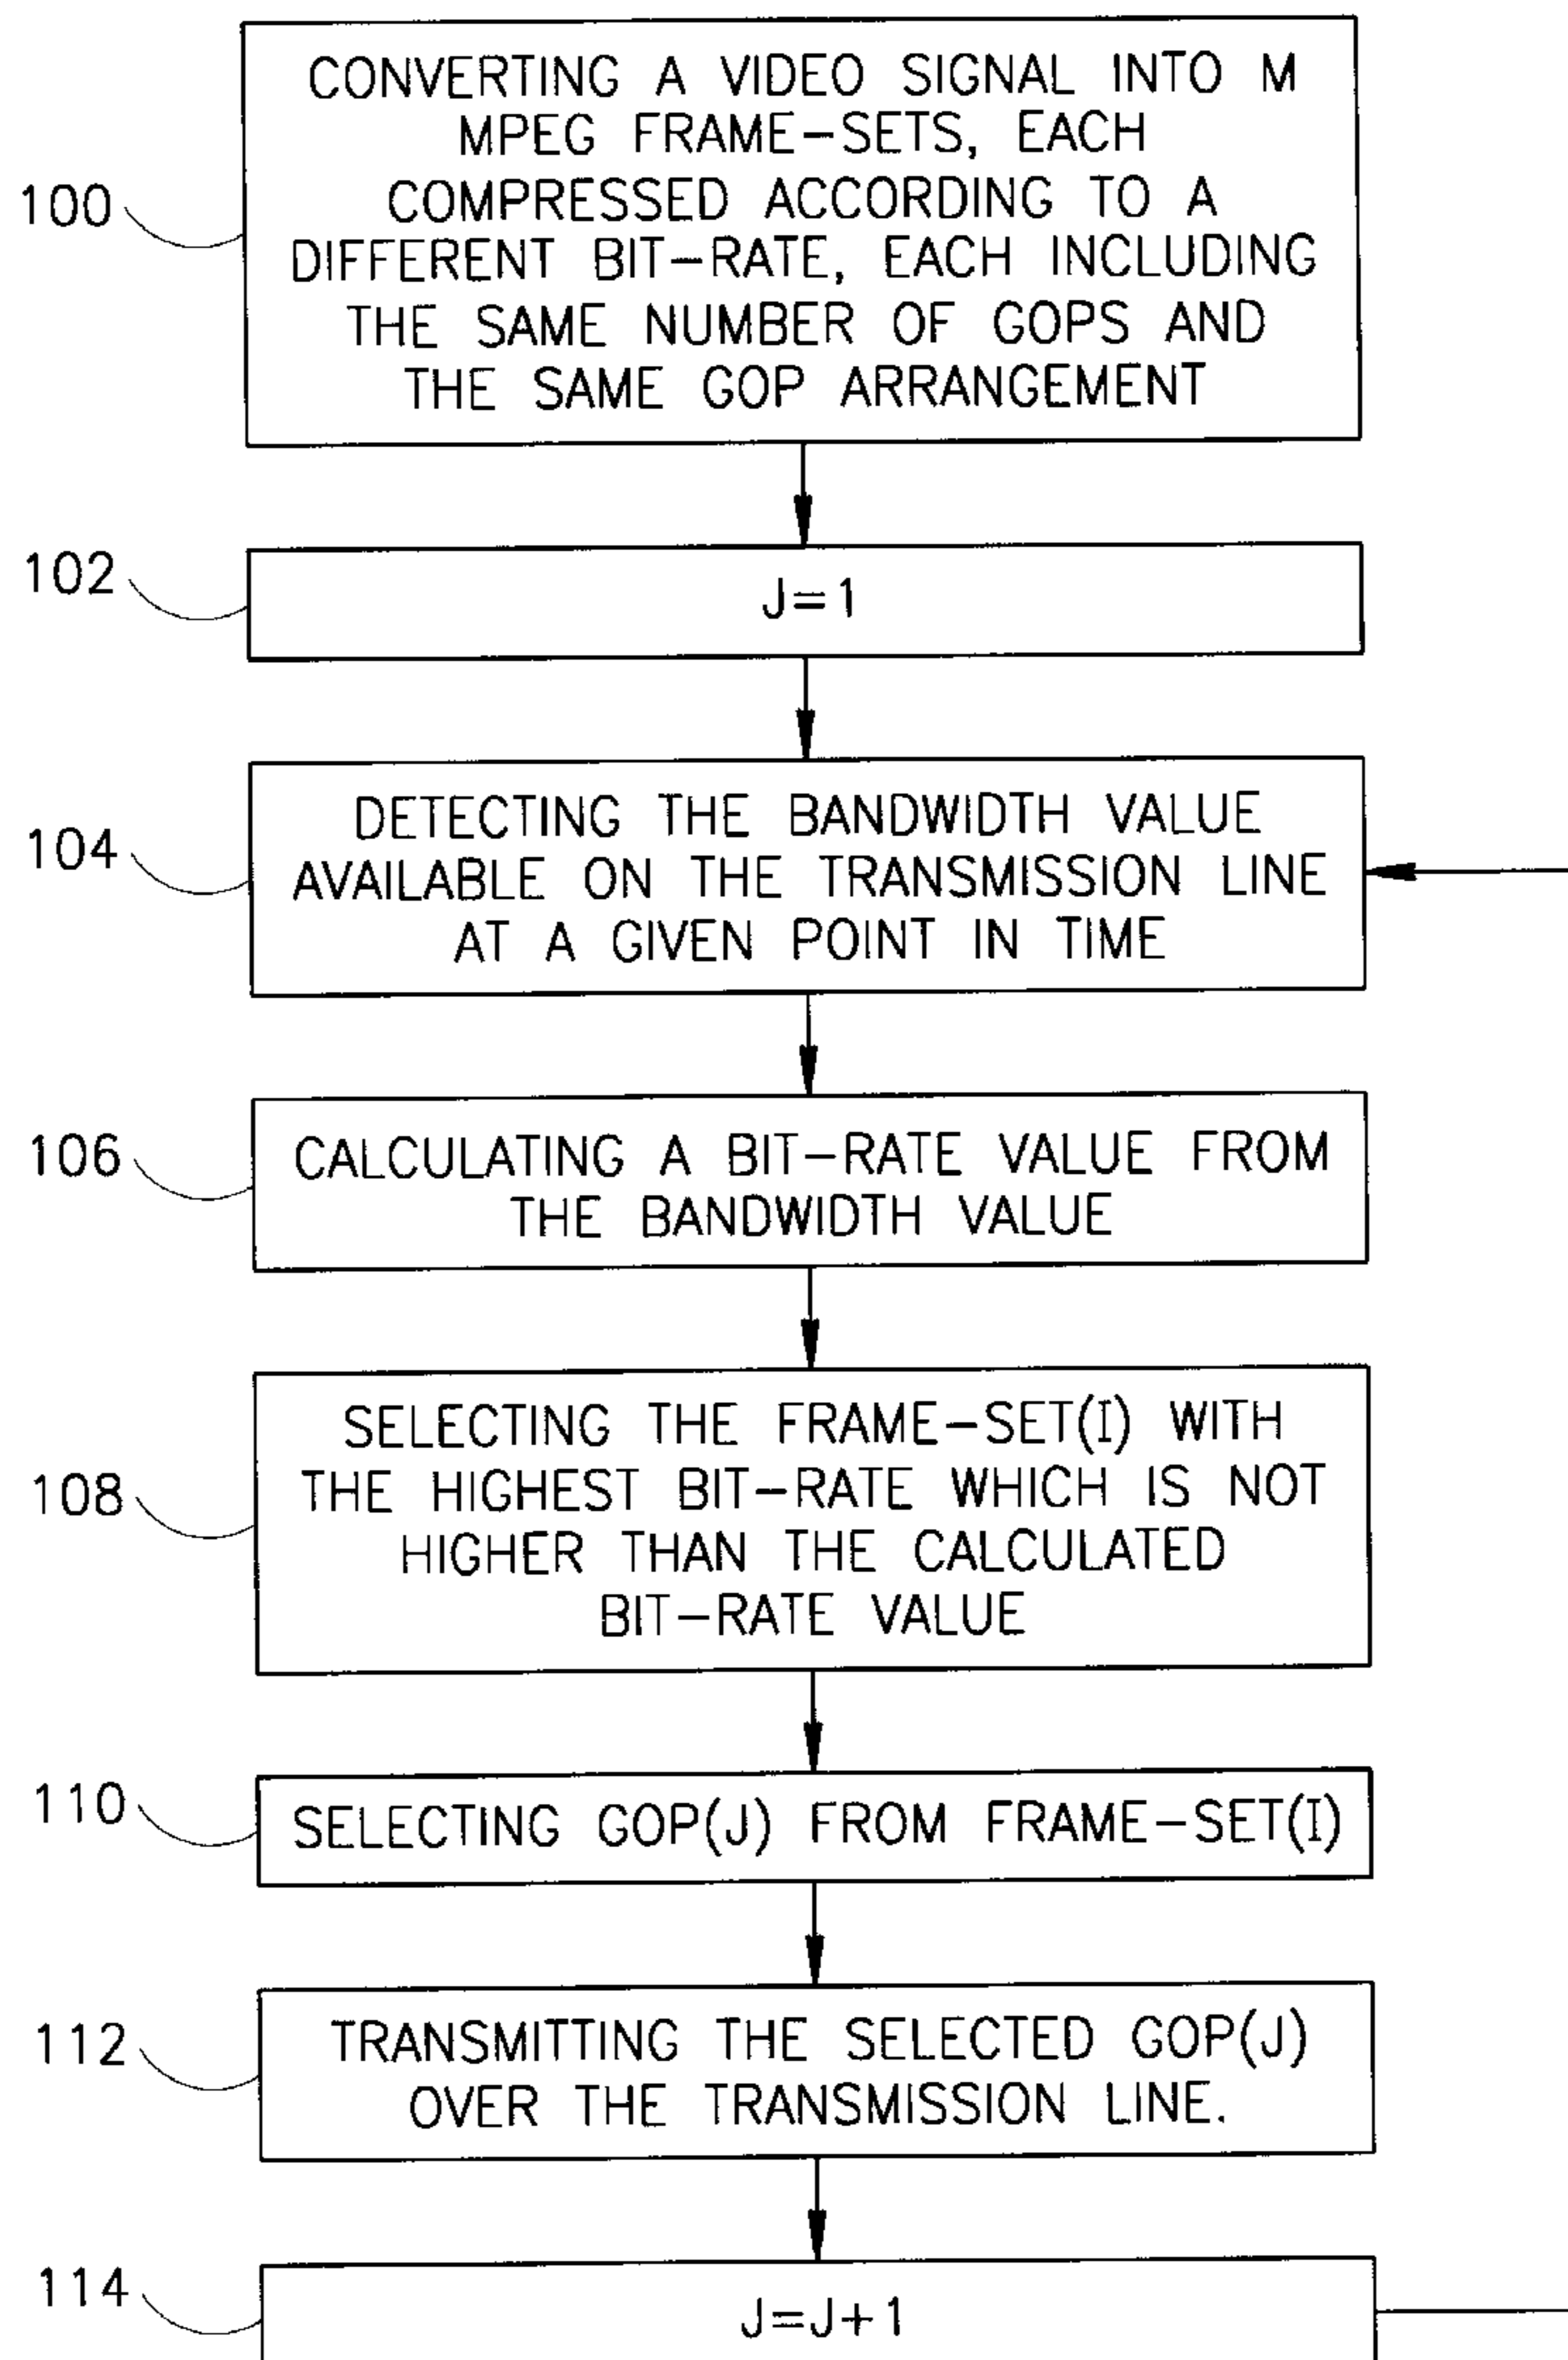 100
CONVERTING A VIDEO SIGNAL INTO M
MPEG FRAME-SETS, EACH
COMPRESSED ACCORDING TO A
DIFFERENT BIT-RATE, EACH INCLUDING
THE SAME NUMBER OF GOPS AND
THE SAME GOP ARRANGEMENT
102
J=1
104
DETECTING THE BANDWIDTH VALUE
AVAILABLE ON THE TRANSMISSION LINE
AT A GIVEN POINT IN TIME
106
CALCULATING A BIT-RATE VALUE FROM
THE BANDWIDTH VALUE
108
SELECTING THE FRAME-SET(I) WITH
THE HIGHEST BIT-RATE WHICH IS NOT
HIGHER THAN THE CALCULATED
BIT-RATE VALUE
110
SELECTING GOP(J) FROM FRAME-SET(I)
112
TRANSMITTING THE SELECTED GOP(J)
OVER THE TRANSMISSION LINE.
114
J=J+1